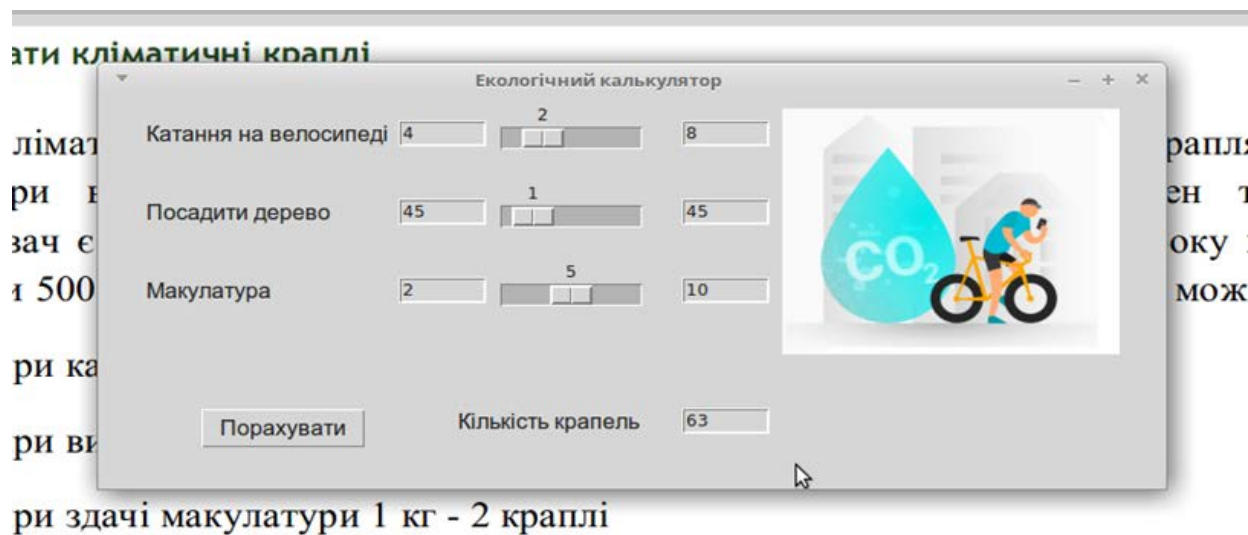 ати кліматичні краплі
Екологічний калькулятор
Катання на велосипеді 4 2 8
Посадити дерево 45 1 45
Макулатура 2 5 10
CO2
Порахувати Кількість крапель 63
ри здачі макулатури 1 кг - 2 краплі